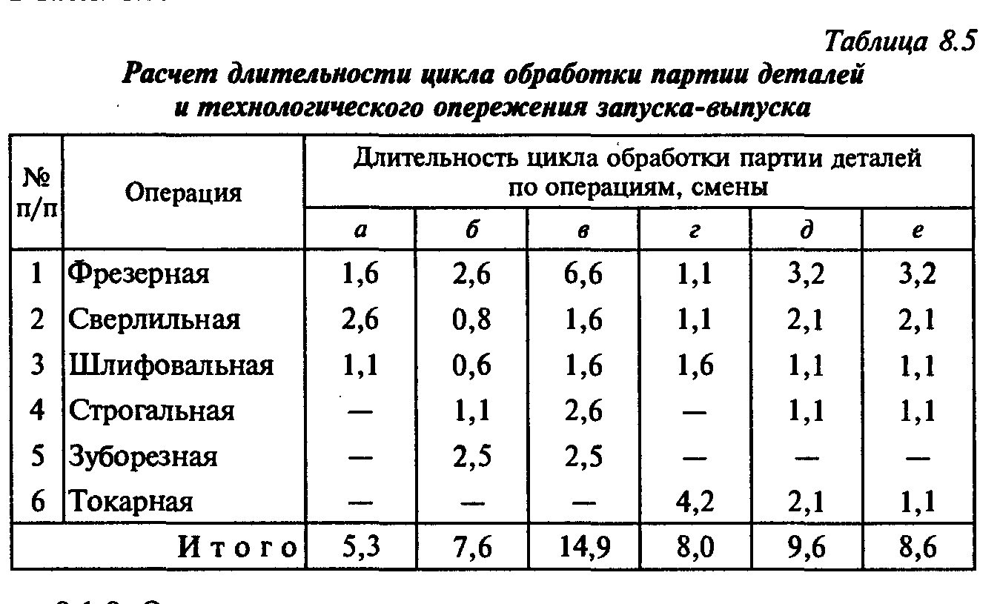 Таблица 8.5
Расчет длительности цикла обработки партии деталей
и технологического опережения запуска-выпуска
№ п/п Операция Длительность цикла обработки партии деталей
по операциям, смены
а б в г д е
1 Фрезерная 1,6 2,6 6,6 1,1 3,2 3,2
2 Сверлильная 2,6 0,8 1,6 1,1 2,1 2,1
3 Шлифовальная 1,1 0,6 1,6 1,6 1,1 1,1
4 Строгальная — 1,1 2,6 — 1,1 1,1
5 Зуборезная — 2,5 2,5 — — —
6 Токарная — — — 4,2 2,1 1,1
Итого 5,3 7,6 14,9 8,0 9,6 8,6